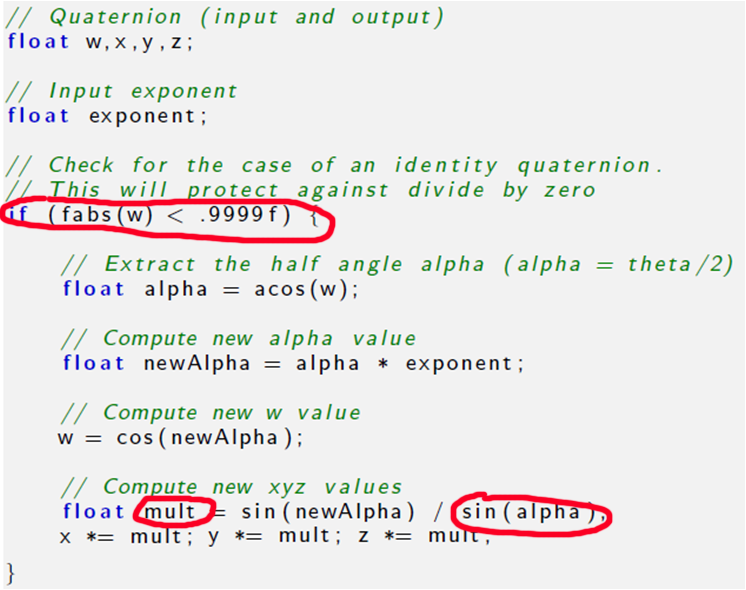 // Quaternion (input and output)
float w,x,y,z;
// Input exponent
float exponent;
// Check for the case of an identity quaternion.
// This will protect against divide by zero
if (fabs(w) < .9999f) {
// Extract the half angle alpha (alpha = theta/2)
float alpha = acos(w);
// Compute new alpha value
float newAlpha = alpha * exponent;
// Compute new w value
w = cos(newAlpha);
// Compute new xyz values
float mult = sin(newAlpha) / sin(alpha);
x *= mult; y *= mult; z *= mult;
}